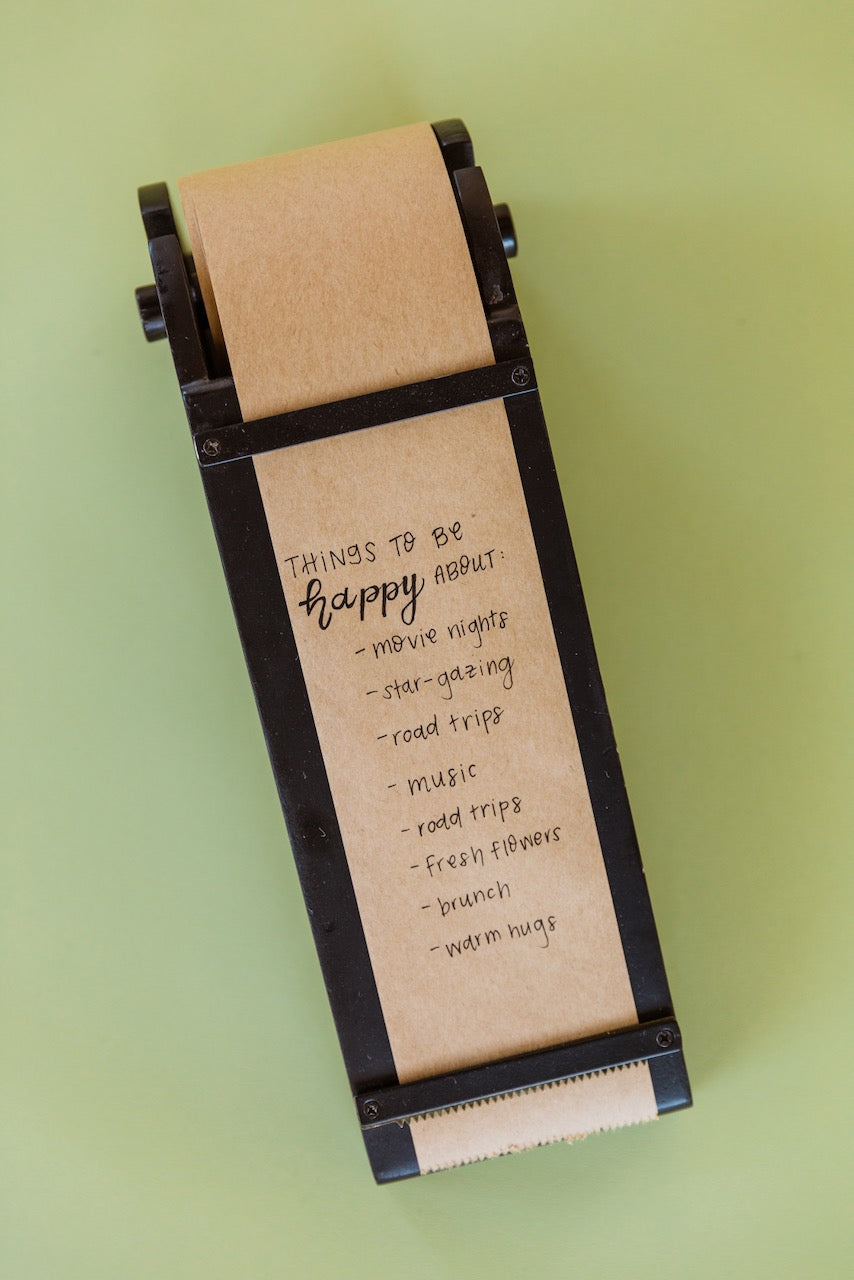 THiNgS TO Be
happy ABOUT:
- movie nights
- star-gazing
- road trips
- music
- road trips
- fresh flowers
- brunch
- warm hugs